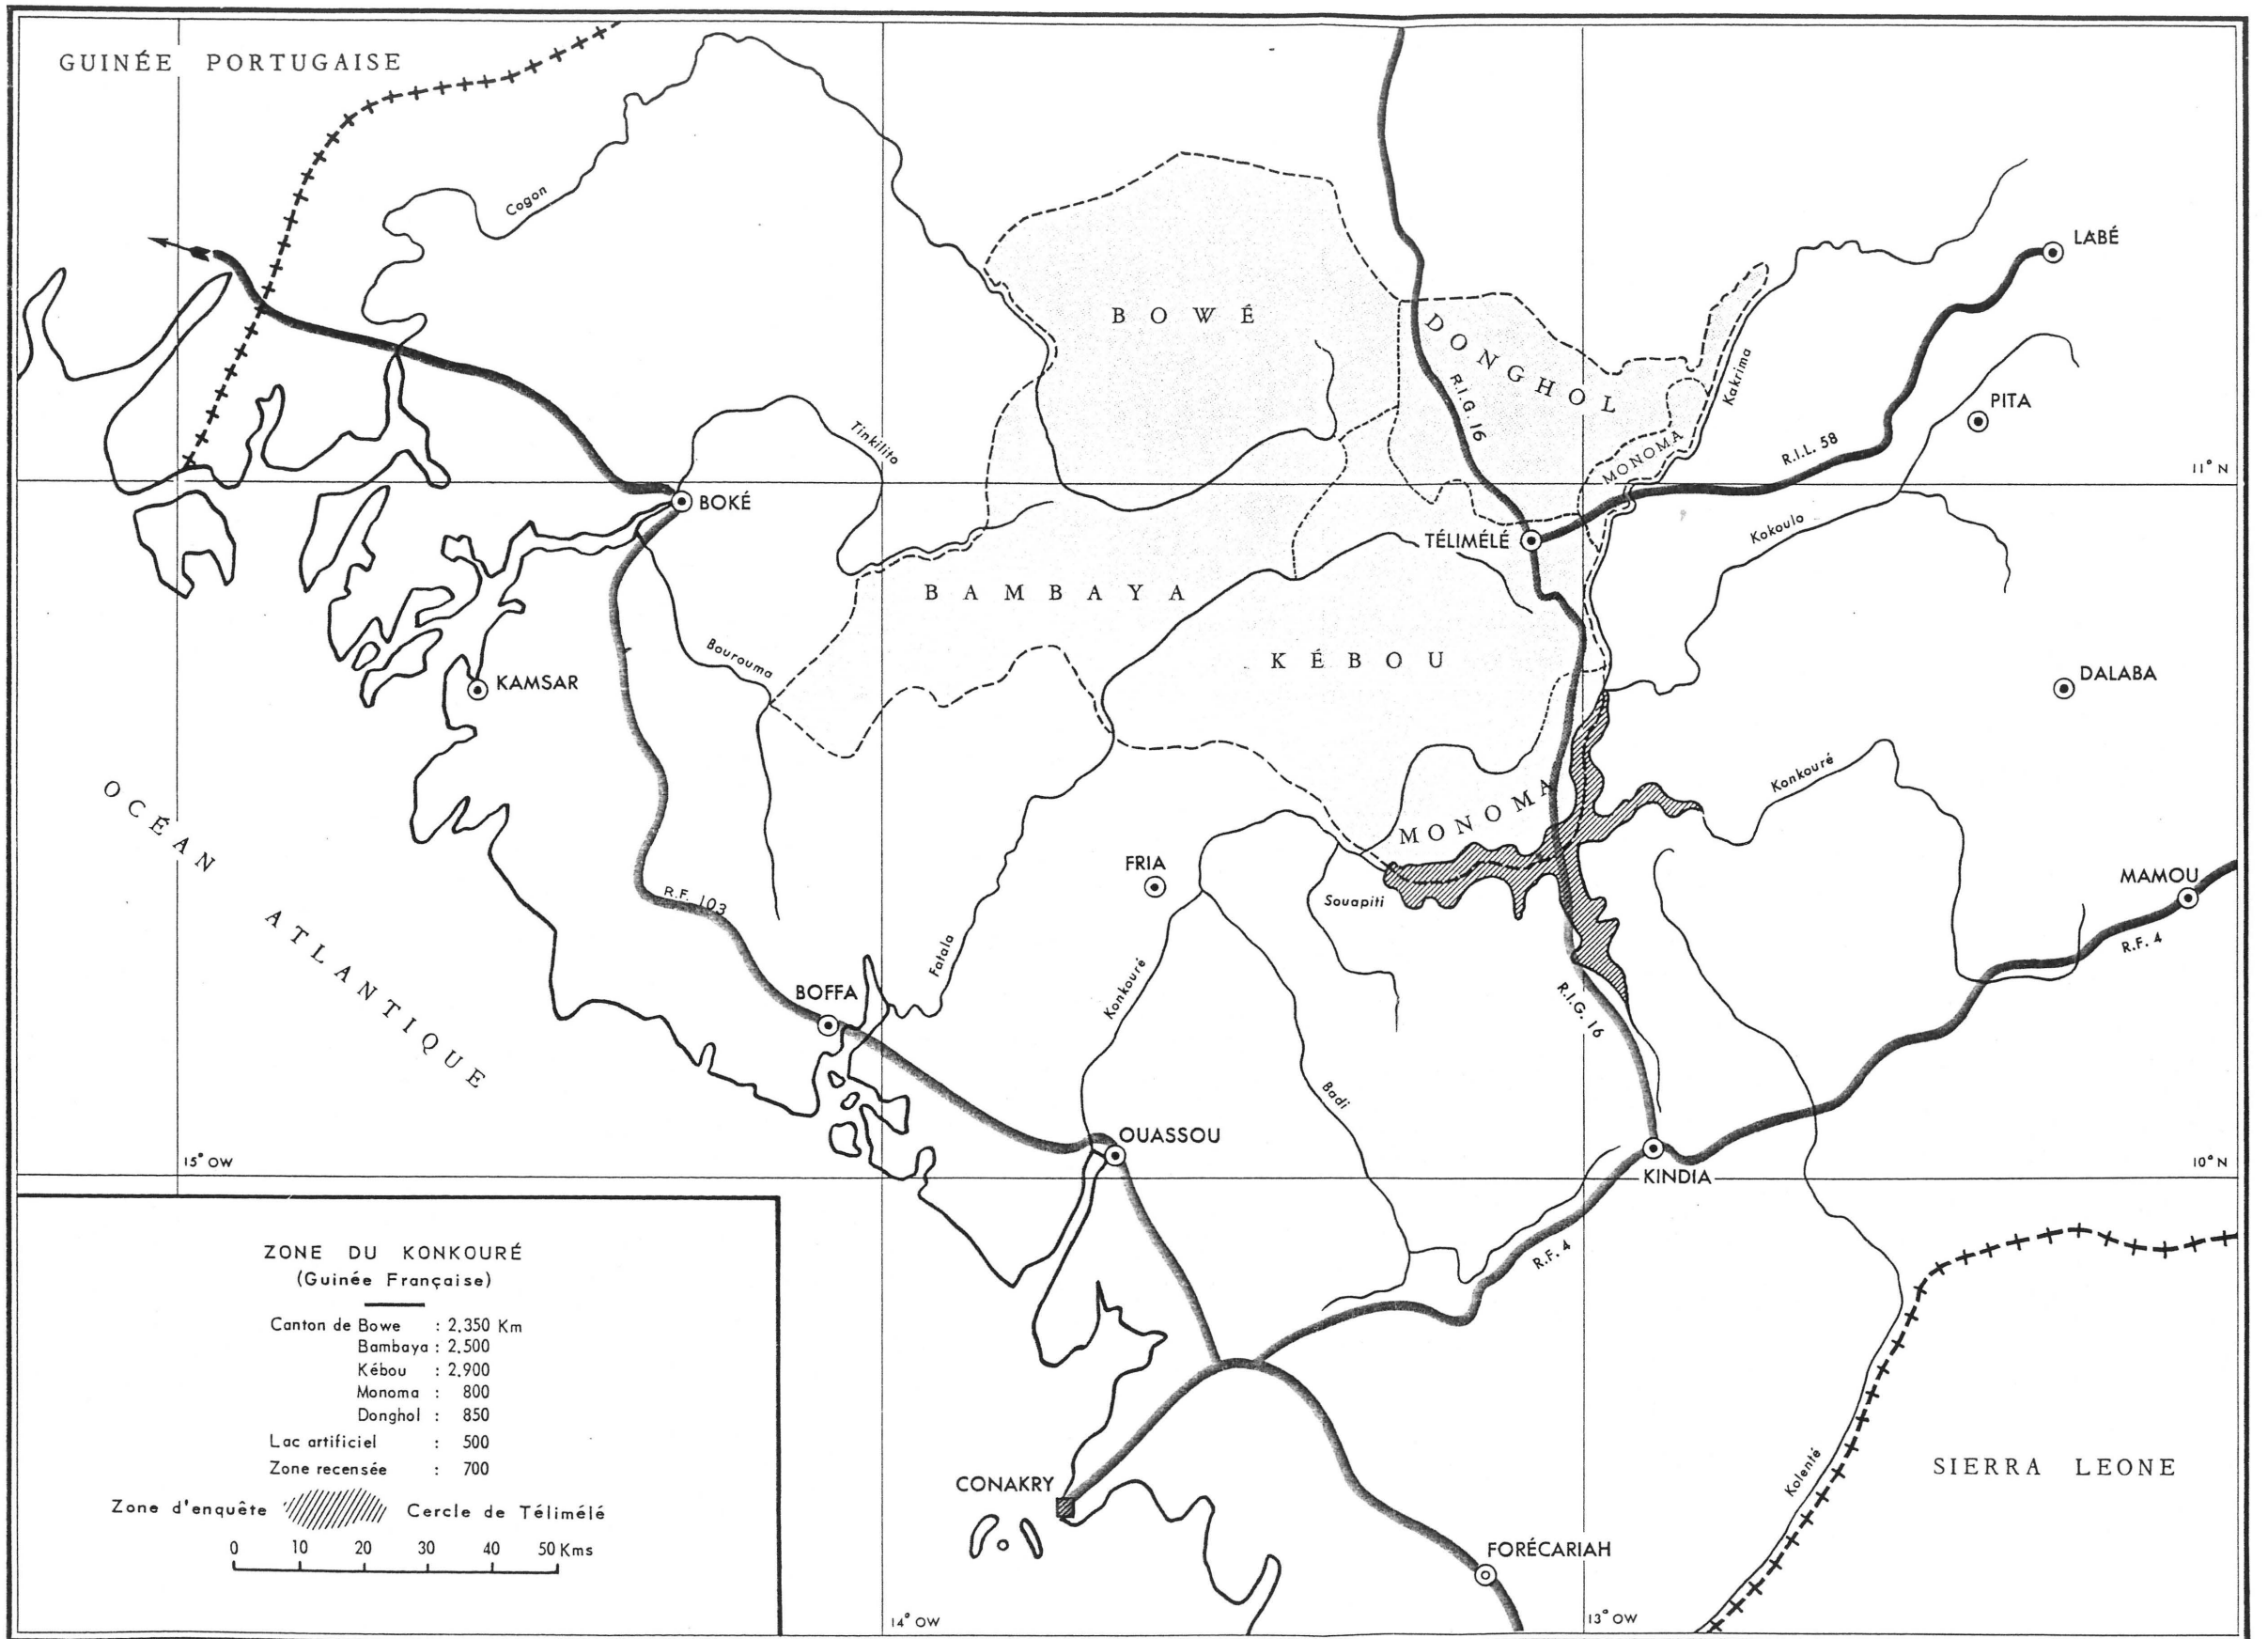 GUINÉE PORTUGAISE
Cogon
LABÉ
BOWÉ
DONGHOL
Kakrima
R.I.G. 16
PITA
Tinkilita
MONOMA
R.I.L. 58
11° N
BOKÉ
TÉLIMÉLÉ
Kokoulo
BAMBAYA
Bourouma
KÉBOU
KAMSAR
DALABA
OCÉAN ATLANTIQUE
MONOMA
Konkouré
FRIA
Souapiti
MAMOU
R.F. 103
R.F. 4
Fatala
Konkouré
BOFFA
R.I.G. 16
Badi
OUASSOU
15° OW
10° N
KINDIA
R.F. 4
ZONE DU KONKOURÉ
(Guinée Française)
Canton de Bowe : 2.350 Km
Bambaya : 2.500
Kébou : 2.900
Monoma : 800
Donghol : 850
Lac artificiel : 500
Zone recensée : 700
Zone d'enquête Cercle de Télimélé
0 10 20 30 40 50 Kms
CONAKRY
Kolenté
SIERRA LEONE
FORÉCARIAH
14° OW
13° OW